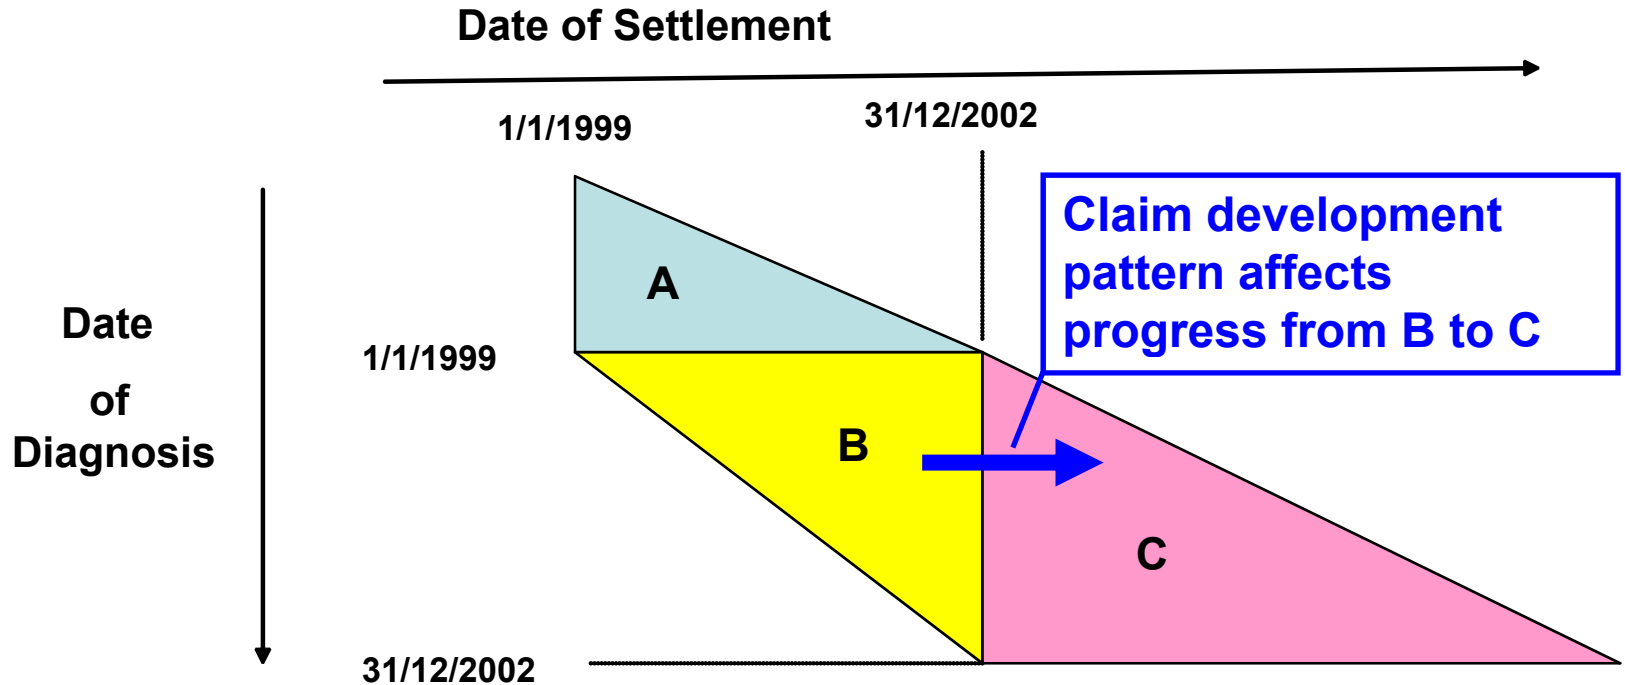 Date of Settlement
1/1/1999
31/12/2002
Claim development
pattern affects
progress from B to C
A
Date
of
Diagnosis
1/1/1999
B
C
31/12/2002